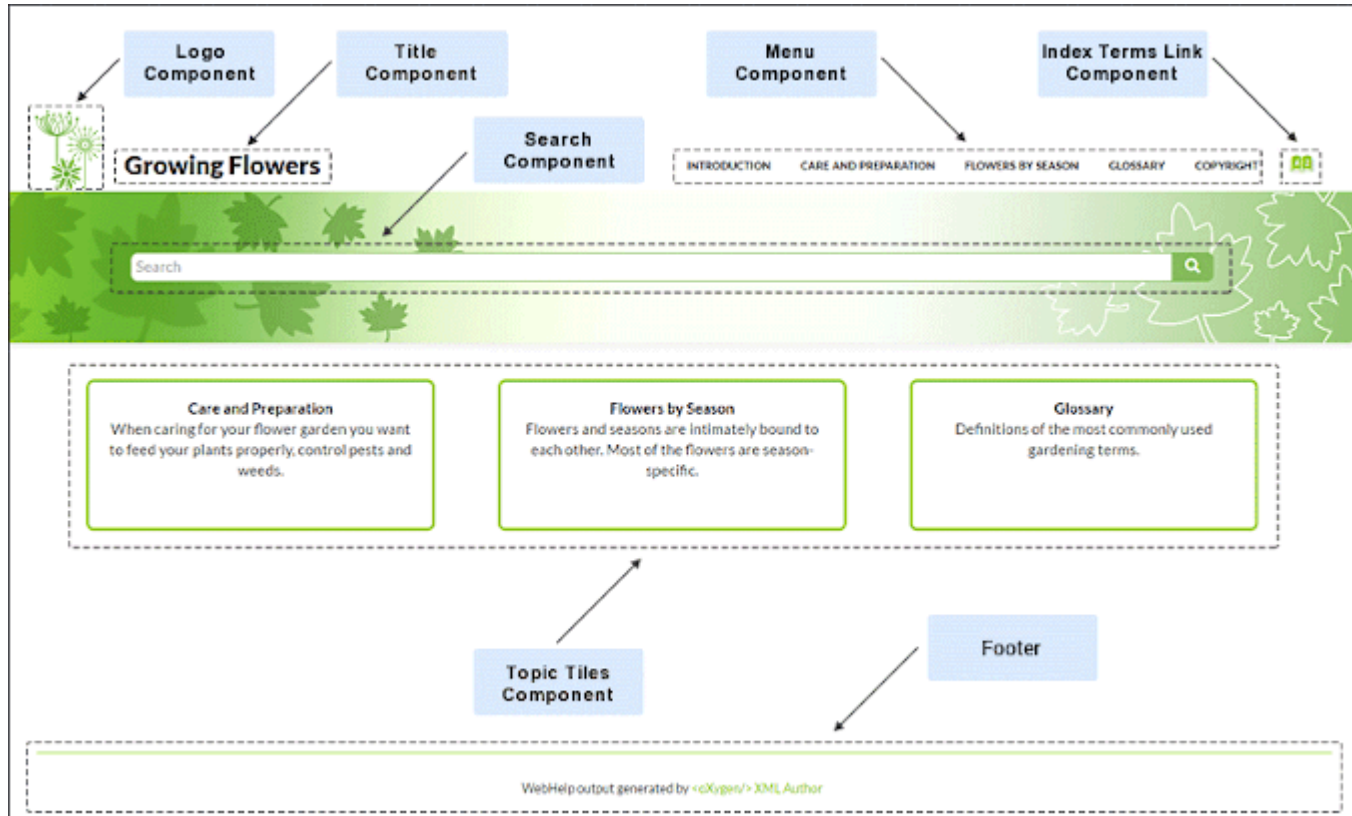 Logo
Component
Title
Component
Menu
Component
Index Terms Link
Component
Search
Component
Growing Flowers
INTRODUCTION CARE AND PREPARATION FLOWERS BY SEASON GLOSSARY COPYRIGHT
Search
Care and Preparation
When caring for your flower garden you want
to feed your plants properly, control pests and
weeds.
Flowers by Season
Flowers and seasons are intimately bound to
each other. Most of the flowers are season-
specific.
Glossary
Definitions of the most commonly used
gardening terms.
Topic Tiles
Component
Footer
WebHelp output generated by <oXygen/> XML Author